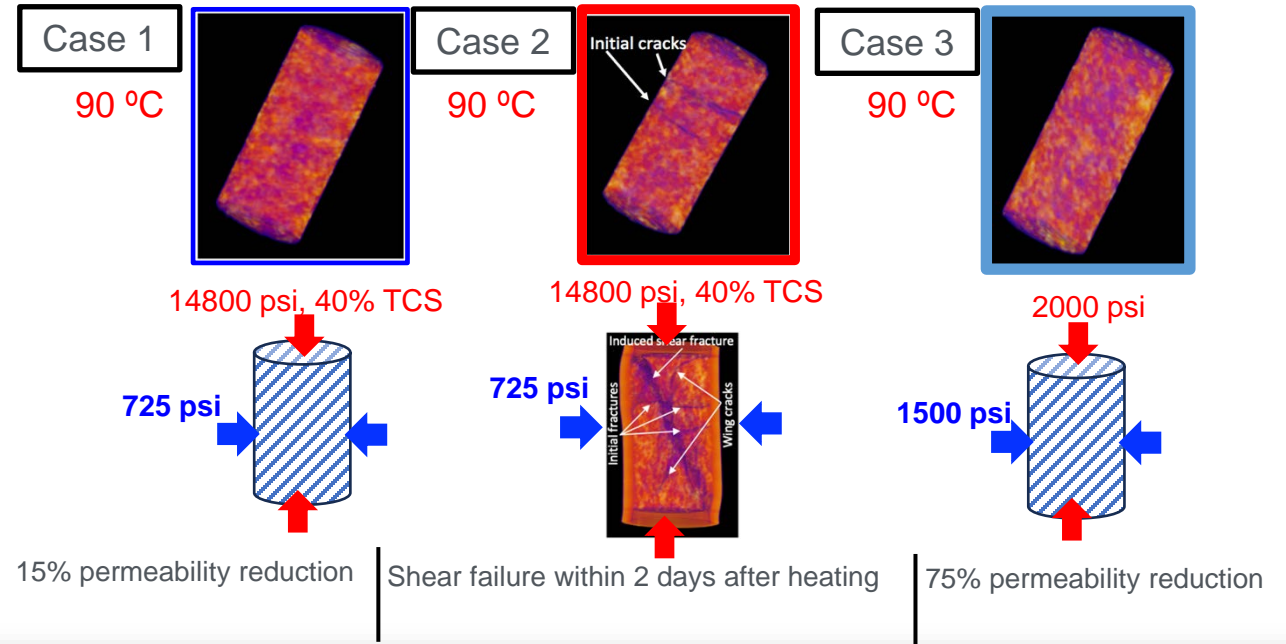 Case 1
90 ºC
14800 psi, 40% TCS
725 psi
15% permeability reduction
Case 2
90 ºC
Initial cracks
14800 psi, 40% TCS
Induced shear fracture
725 psi
Initial fractures
Wing cracks
Shear failure within 2 days after heating
Case 3
90 ºC
2000 psi
1500 psi
75% permeability reduction